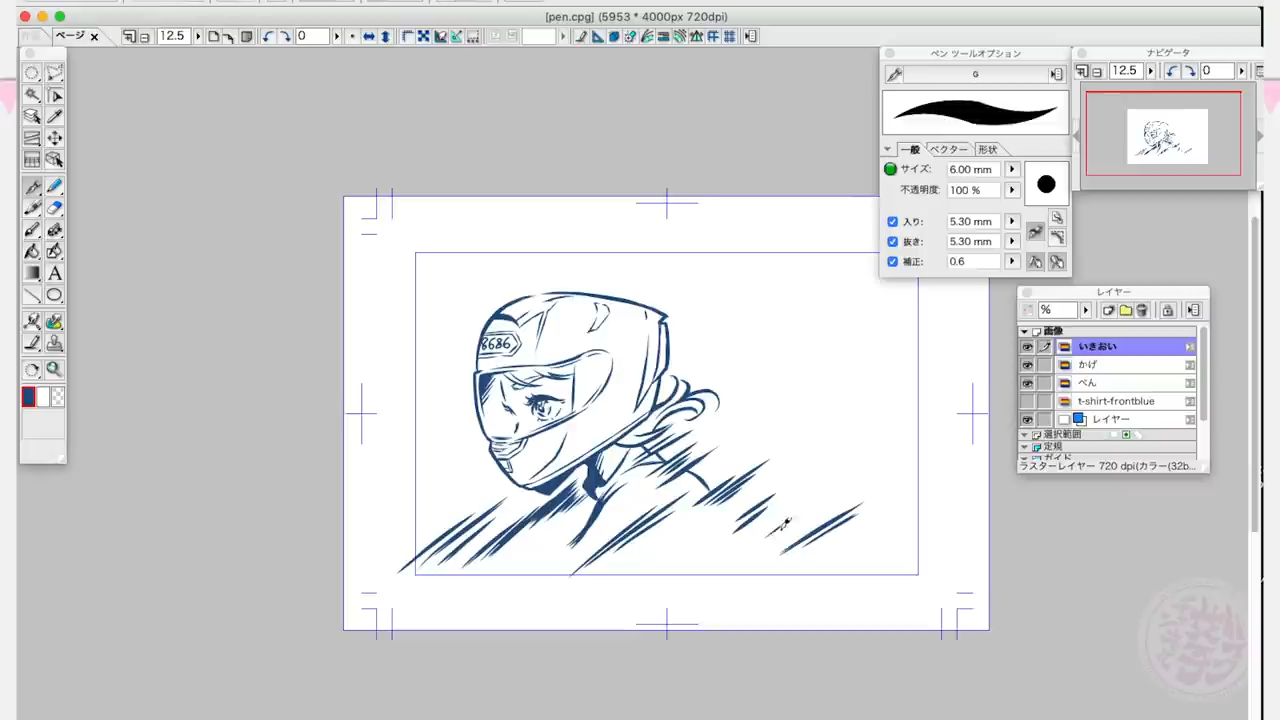 [pen.cpg] (5953 * 4000px 720dpi)
ページ
12.5
0
ペン ツールオプション
G
一般
ベクター
形状
サイズ:
6.00 mm
不透明度:
100 %
入り:
5.30 mm
抜き:
5.30 mm
補正:
0.6
ナビゲータ
12.5
0
8686
レイヤー
%
画像
いきおい
かげ
ぺん
t-shirt-frontblue
レイヤー
選択範囲
定規
ガイド
ラスターレイヤー 720 dpi(カラー(32b...
A